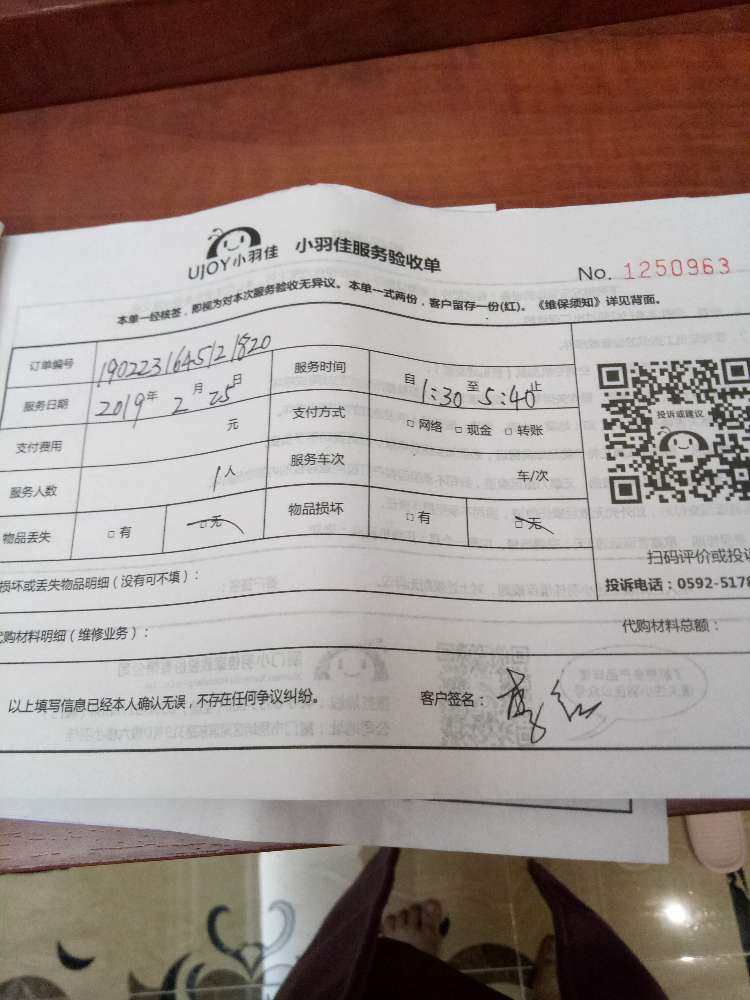 UJOY小羽佳 小羽佳服务验收单
No. 1250963
本单一经核签，即视为对本次服务验收无异议。本单一式两份，客户留存一份(红)。《维保须知》详见背面。
订单编号 1902231645121820 服务时间 自1:30至5:40止
服务日期 2019年2月25日 支付方式 □ 网络 □ 现金 □ 转账
支付费用 元 服务车次 车/次
服务人数 1人
物品丢失 □ 有 □ 无 物品损坏 □ 有 □ 无
投诉或建议
扫码评价或投诉
投诉电话：0592-5178
损坏或丢失物品明细（没有可不填）：
代购材料明细（维修业务）： 代购材料总额：
以上填写信息已经本人确认无误，不存在任何争议纠纷。 客户签名：